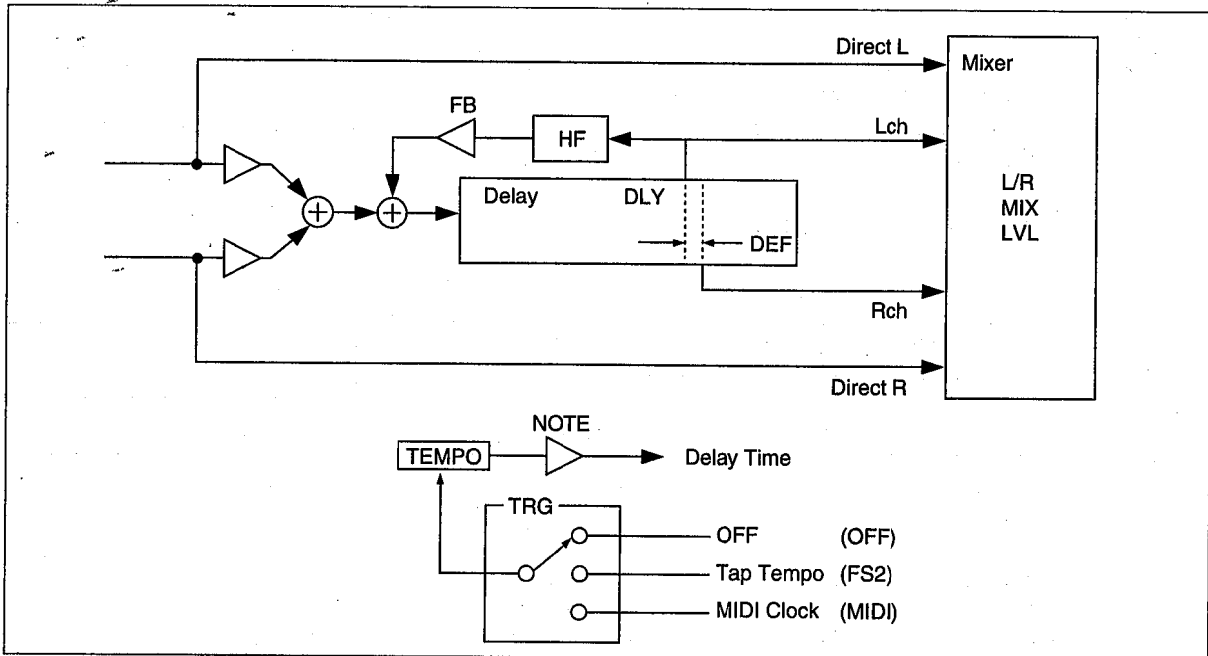 Direct L
Mixer
FB
Lch
HF
Delay
DLY
L/R
MIX
LVL
DEF
Rch
Direct R
NOTE
TEMPO
Delay Time
TRG
OFF (OFF)
Tap Tempo (FS2)
MIDI Clock (MIDI)